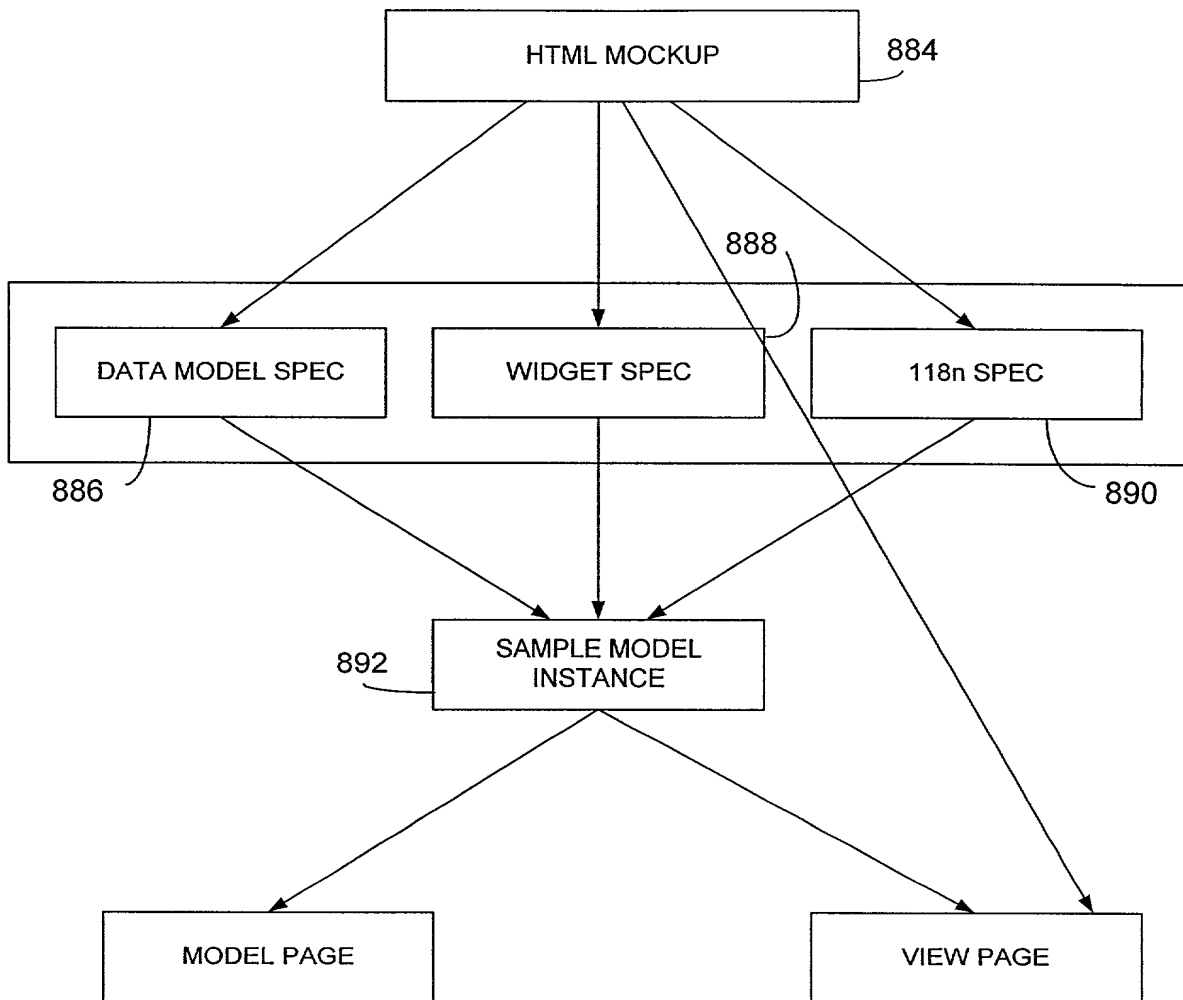 HTML MOCKUP
884
888
DATA MODEL SPEC
WIDGET SPEC
118n SPEC
886
890
SAMPLE MODEL
INSTANCE
892
MODEL PAGE
VIEW PAGE